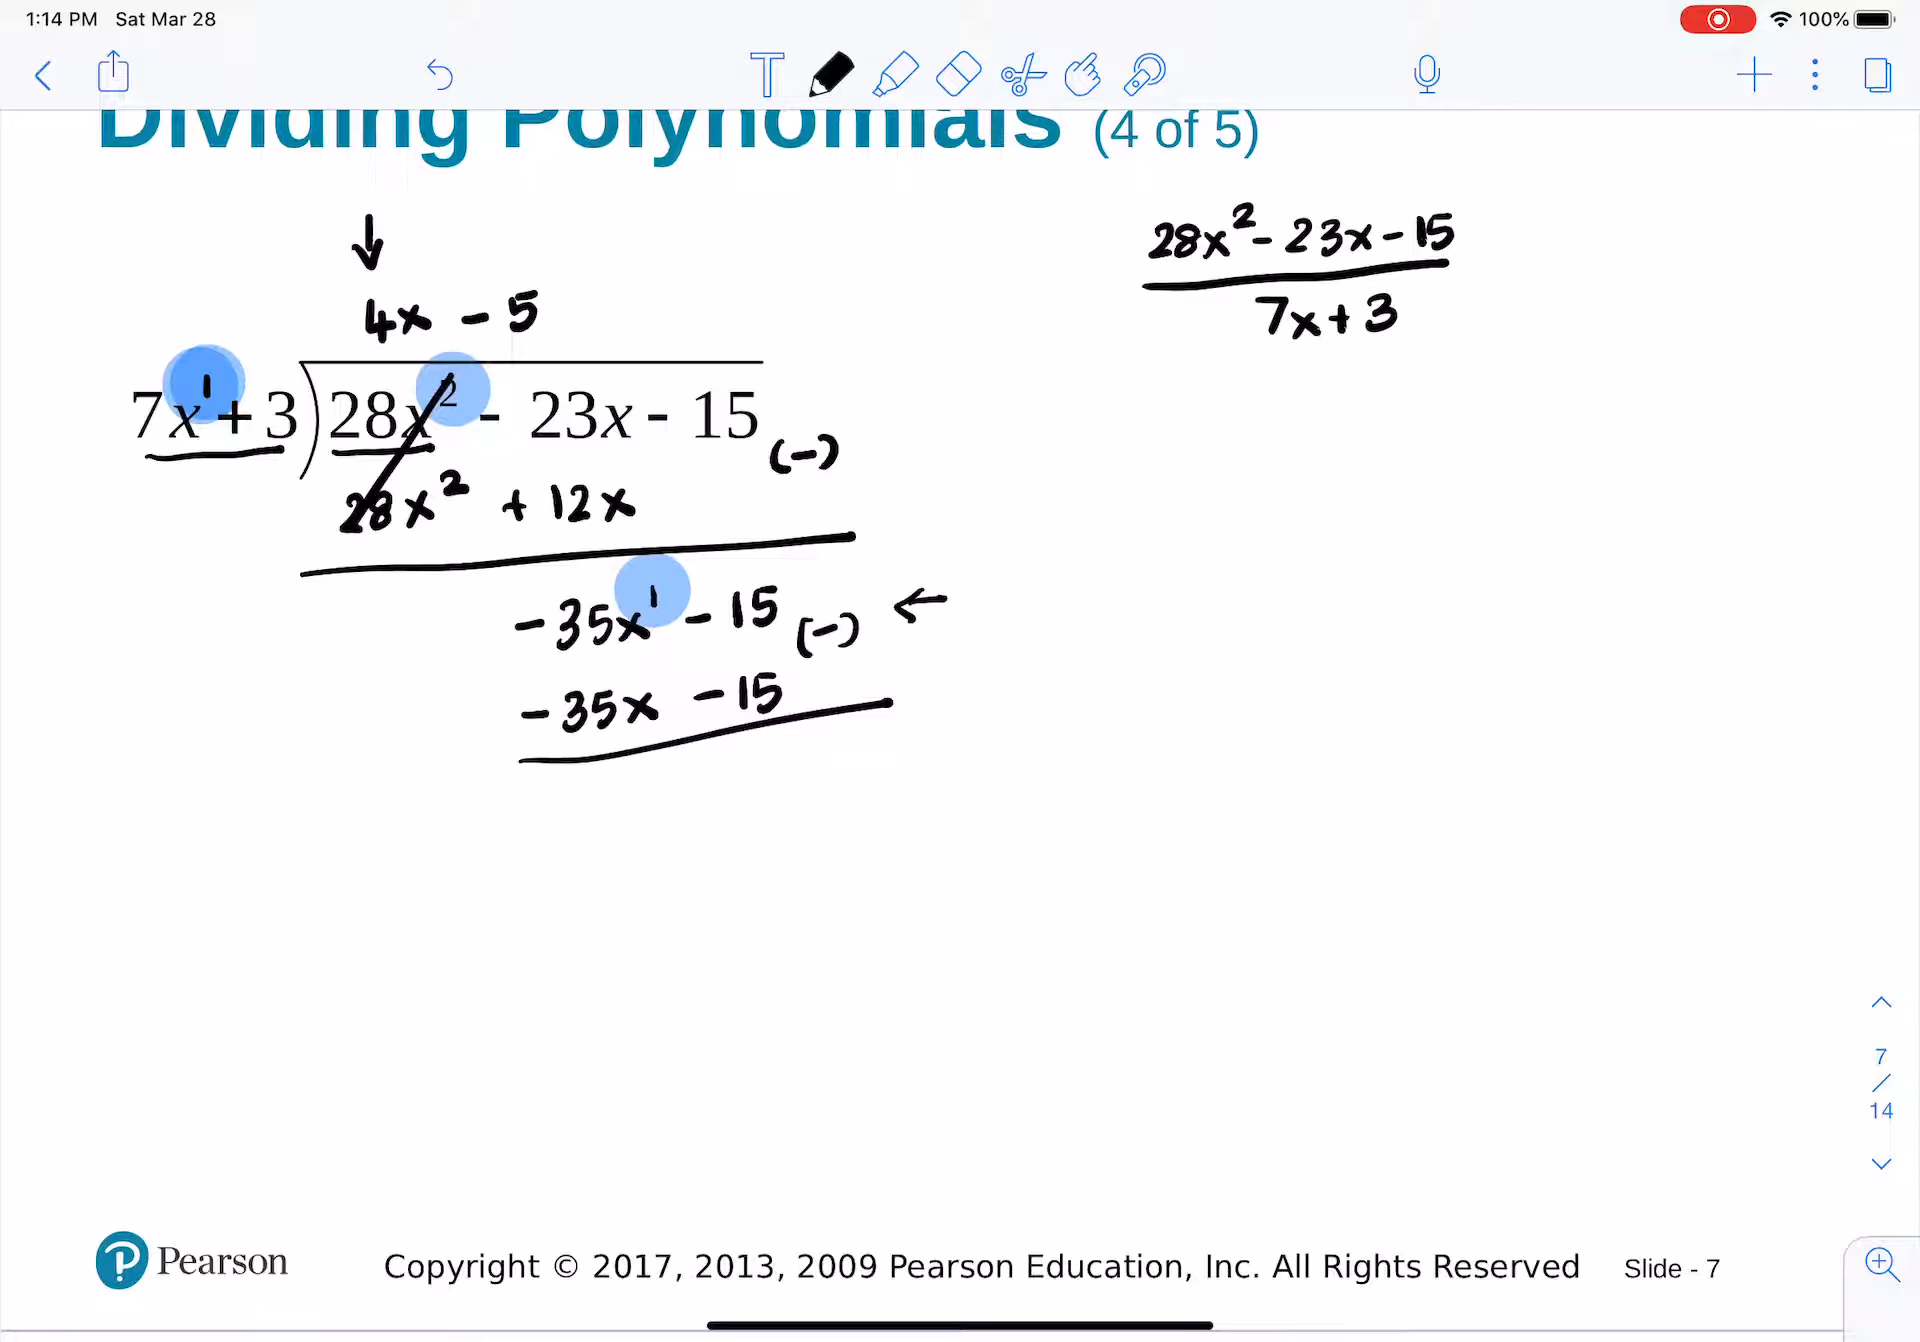 1:14 PM Sat Mar 28
100%
T
Dividing Polynomials (4 of 5)
28x² - 23x - 15
7x + 3
4x - 5
7x¹ + 3 ) 28x² - 23x - 15 (-)
28x² + 12x
-35x¹ - 15 (-) ←
-35x - 15
7
/
14
Pearson
Copyright © 2017, 2013, 2009 Pearson Education, Inc. All Rights Reserved
Slide - 7